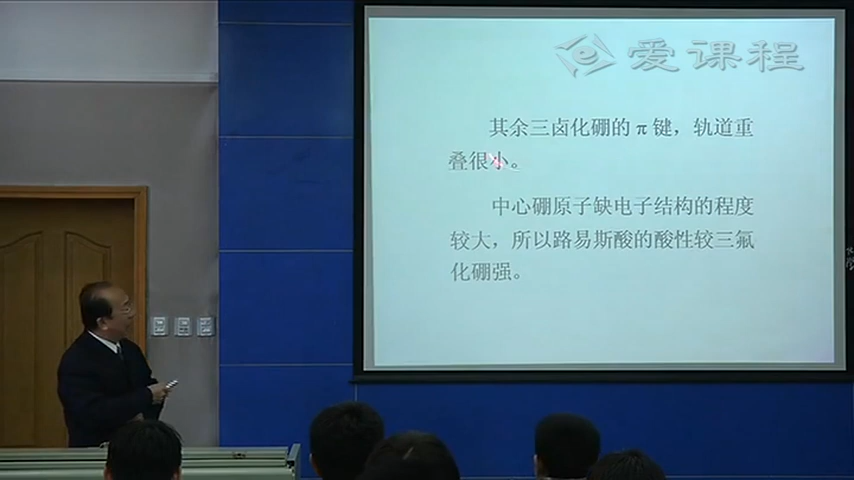 爱课程
其余三卤化硼的 π 键，轨道重
叠很小。
中心硼原子缺电子结构的程度
较大，所以路易斯酸的酸性较三氟
化硼强。